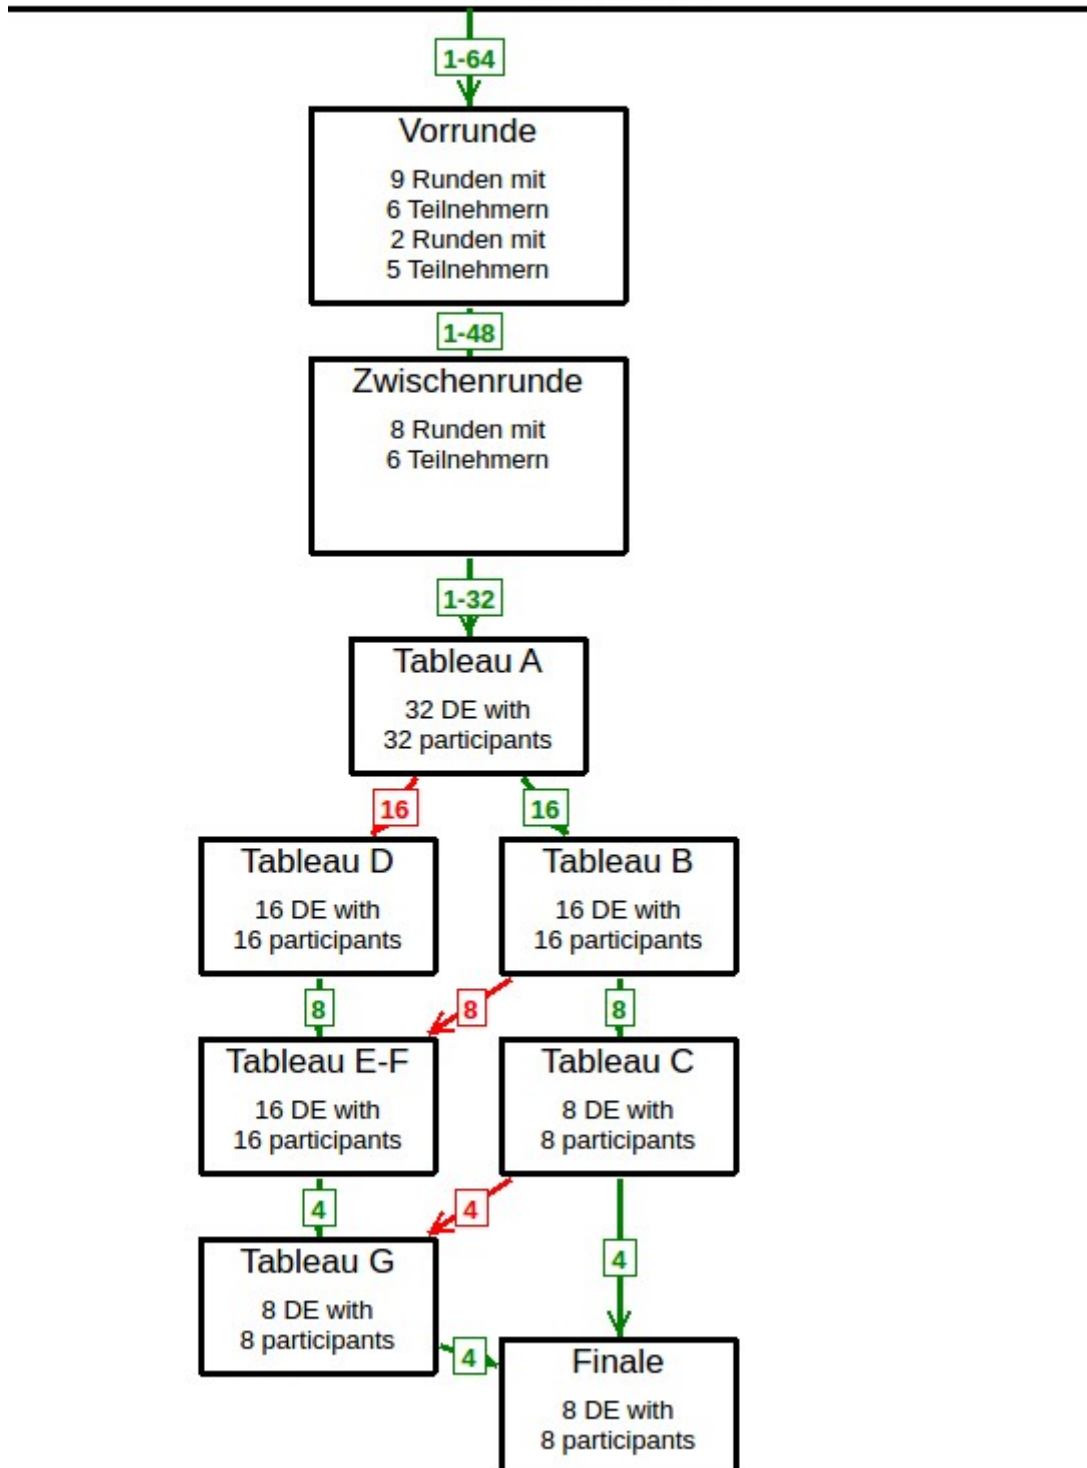 1-64
Vorrunde
9 Runden mit
6 Teilnehmern
2 Runden mit
5 Teilnehmern
1-48
Zwischenrunde
8 Runden mit
6 Teilnehmern
1-32
Tableau A
32 DE with
32 participants
16
16
Tableau D
16 DE with
16 participants
Tableau B
16 DE with
16 participants
8
8
8
Tableau E-F
16 DE with
16 participants
Tableau C
8 DE with
8 participants
4
4
4
Tableau G
8 DE with
8 participants
4
Finale
8 DE with
8 participants